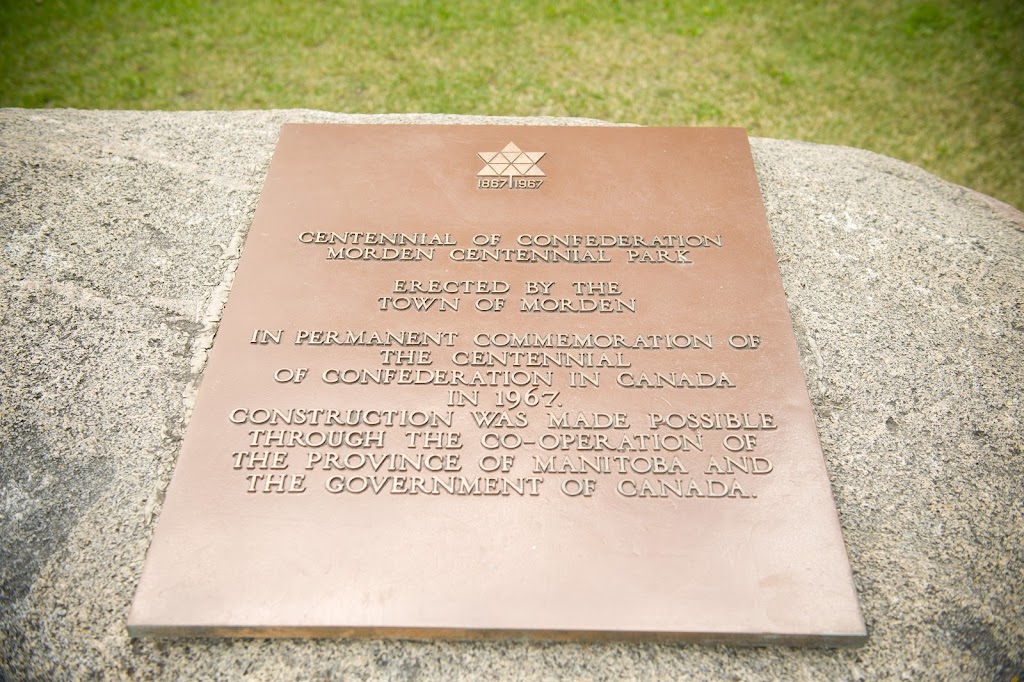 1867 1967
CENTENNIAL OF CONFEDERATION
MORDEN CENTENNIAL PARK
ERECTED BY THE
TOWN OF MORDEN
IN PERMANENT COMMEMORATION OF
THE CENTENNIAL
OF CONFEDERATION IN CANADA
IN 1967.
CONSTRUCTION WAS MADE POSSIBLE
THROUGH THE CO-OPERATION OF
THE PROVINCE OF MANITOBA AND
THE GOVERNMENT OF CANADA.